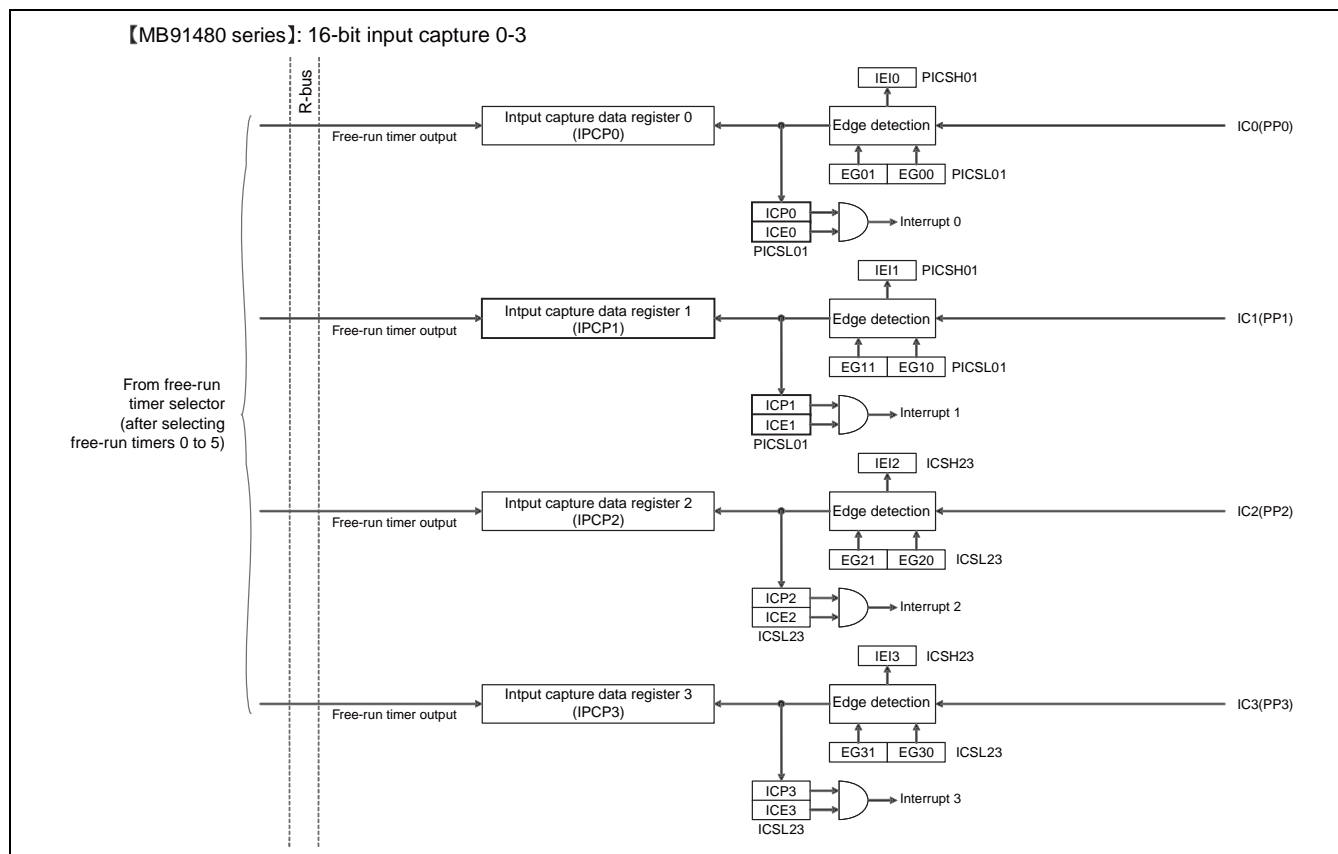 【MB91480 series】: 16-bit input capture 0-3
R-bus
From free-run
timer selector
(after selecting
free-run timers 0 to 5)
IEI0 PICSH01
Free-run timer output
Intput capture data register 0
(IPCP0)
Edge detection
IC0(PP0)
EG01 EG00 PICSL01
ICP0
ICE0
PICSL01
Interrupt 0
IEI1 PICSH01
Free-run timer output
Intput capture data register 1
(IPCP1)
Edge detection
IC1(PP1)
EG11 EG10 PICSL01
ICP1
ICE1
PICSL01
Interrupt 1
IEI2 ICSH23
Free-run timer output
Intput capture data register 2
(IPCP2)
Edge detection
IC2(PP2)
EG21 EG20 ICSL23
ICP2
ICE2
ICSL23
Interrupt 2
IEI3 ICSH23
Free-run timer output
Intput capture data register 3
(IPCP3)
Edge detection
IC3(PP3)
EG31 EG30 ICSL23
ICP3
ICE3
ICSL23
Interrupt 3